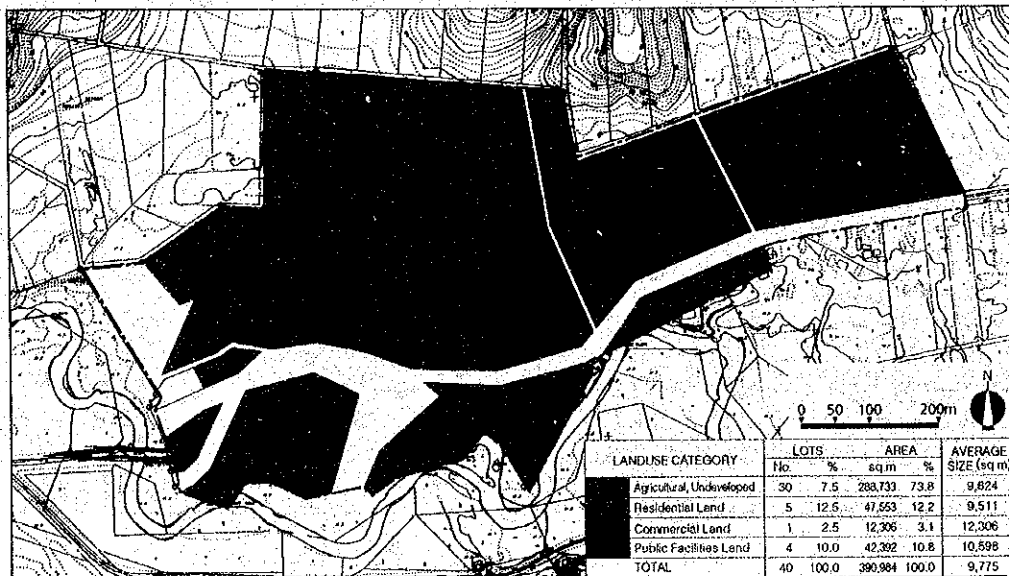 N
0 50 100 200m
LANDUSE CATEGORY LOTS AREA AVERAGE SIZE (sq m)
No. % sq.m %
Agricultural, Undeveloped 30 7.5 288,733 73.8 9,624
Residential Land 5 12.5 47,553 12.2 9,511
Commercial Land 1 2.5 12,306 3.1 12,306
Public Facilities Land 4 10.0 42,392 10.8 10,598
TOTAL 40 100.0 390,984 100.0 9,775